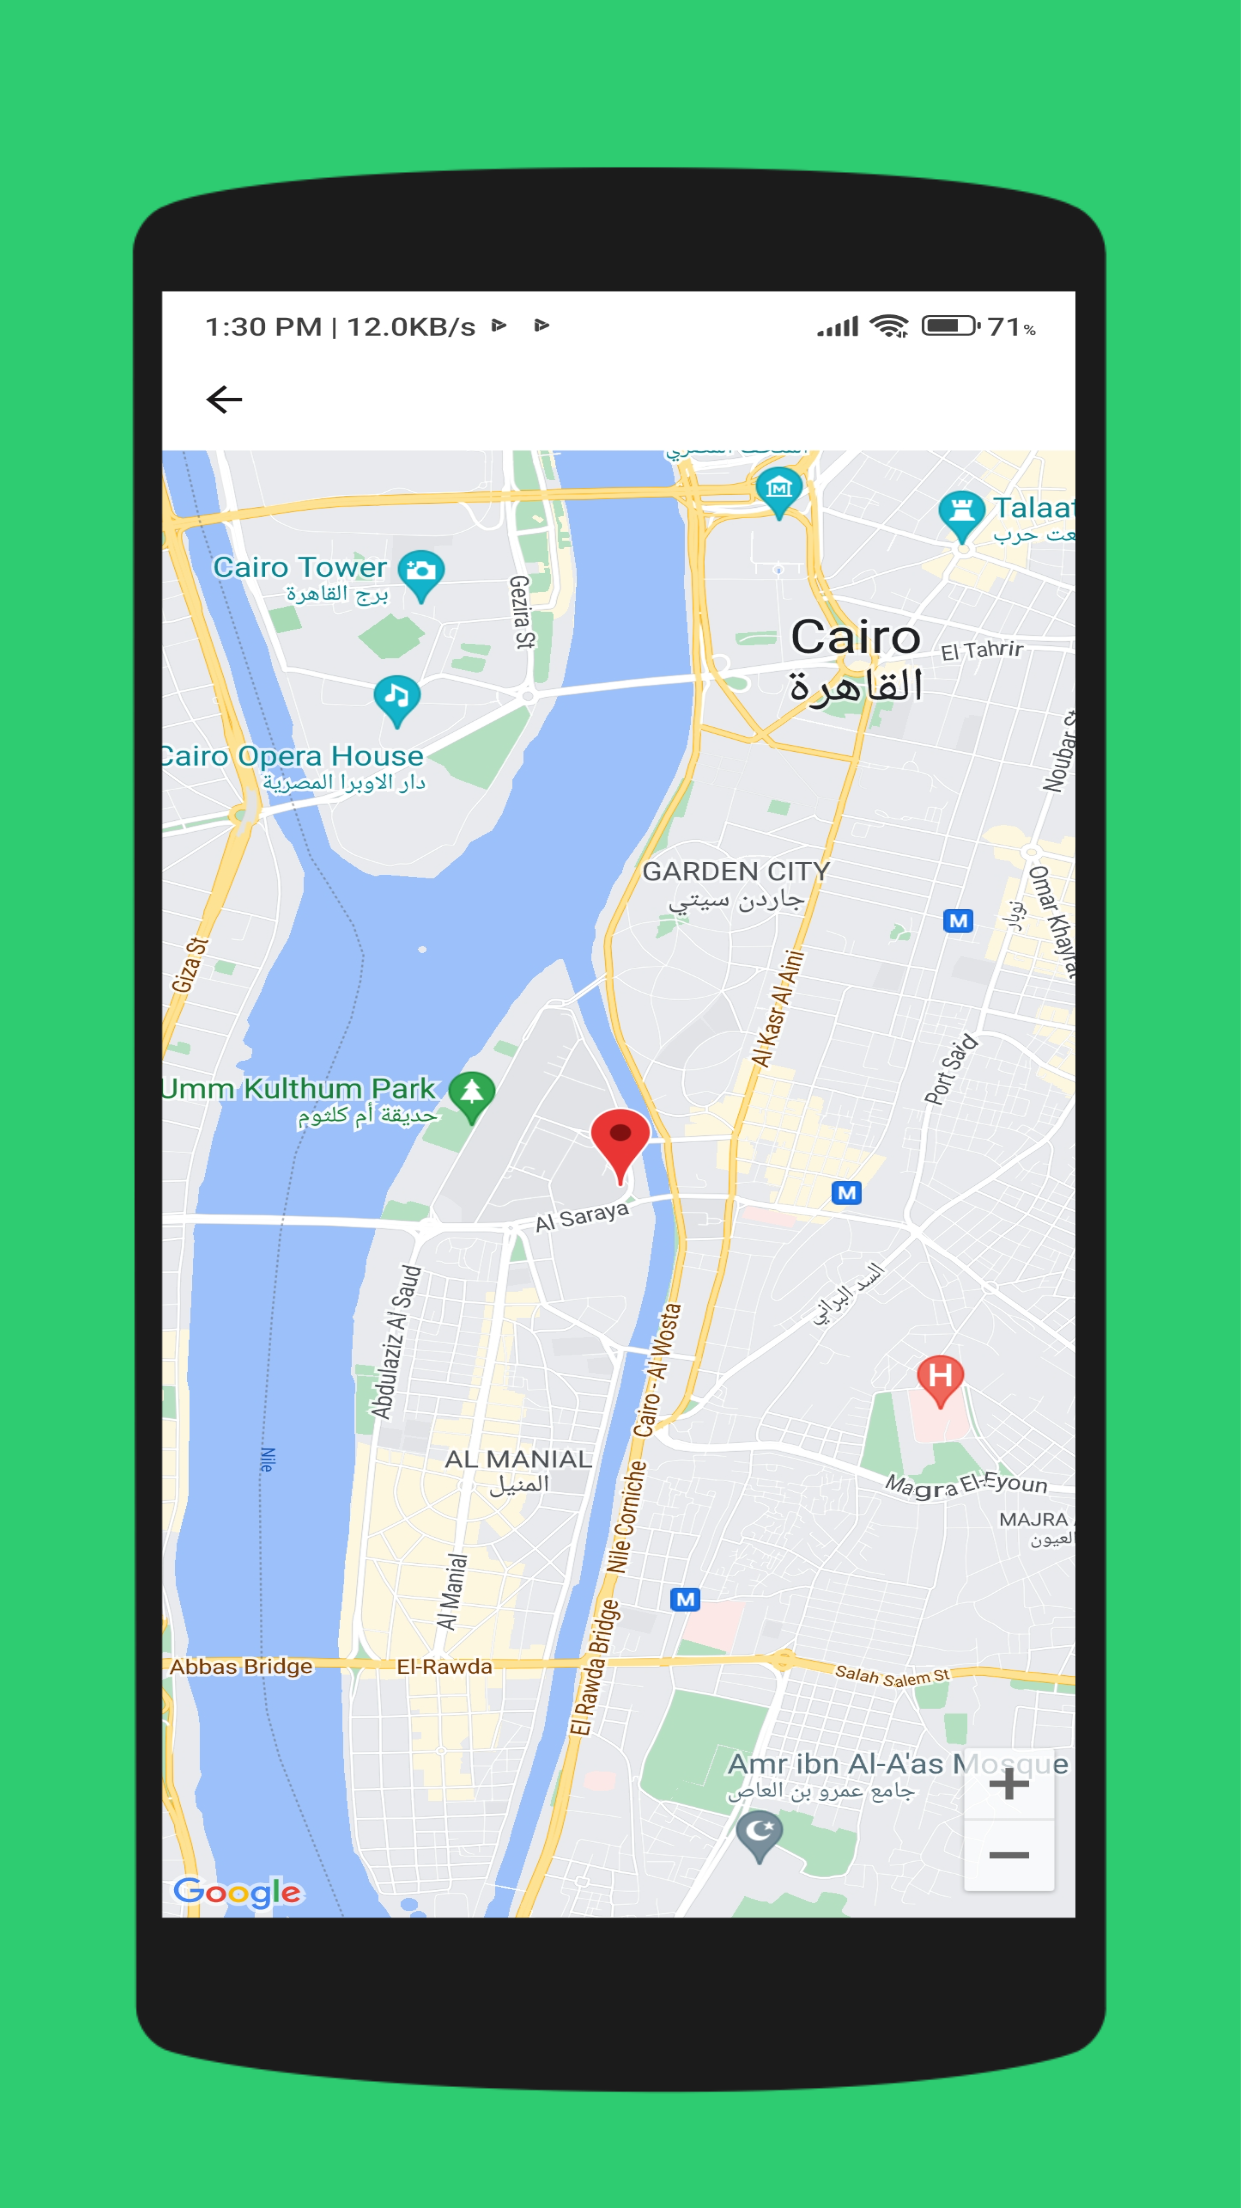 1:30 PM | 12.0KB/s
71%
Talaat
Cairo Tower
برج القاهرة
Gezira St
Cairo
القاهرة
El Tahrir
Noubar St
Cairo Opera House
دار الاوبرا المصرية
GARDEN CITY
جاردن سيتي
M
Omar Khayrat
نوبار
Giza St
Al Kasr Al Aini
Port Said
Umm Kulthum Park
حديقة أم كلثوم
M
Al Saraya
السد البراني
Abdulaziz Al Saud
Cairo - Al Wosta
H
Nile
AL MANIAL
المنيل
Nile Corniche
Magra El-Eyoun
MAJRA
العيون
Al Manial
M
El Rawda Bridge
Abbas Bridge
El-Rawda
Salah Salem St
Amr ibn Al-A'as Mosque
جامع عمرو بن العاص
Google